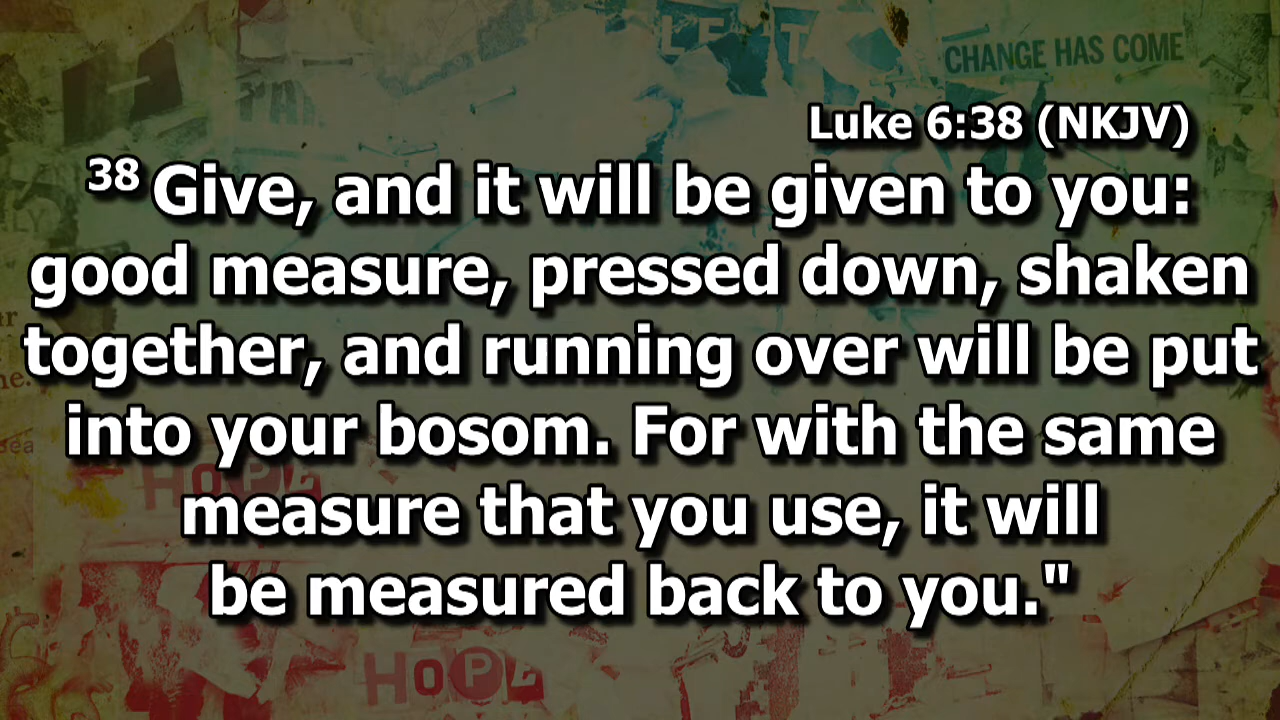 CHANGE HAS COME
Luke 6:38 (NKJV)
38 Give, and it will be given to you:
good measure, pressed down, shaken
together, and running over will be put
into your bosom. For with the same
HOPE
measure that you use, it will
be measured back to you."
HOPE